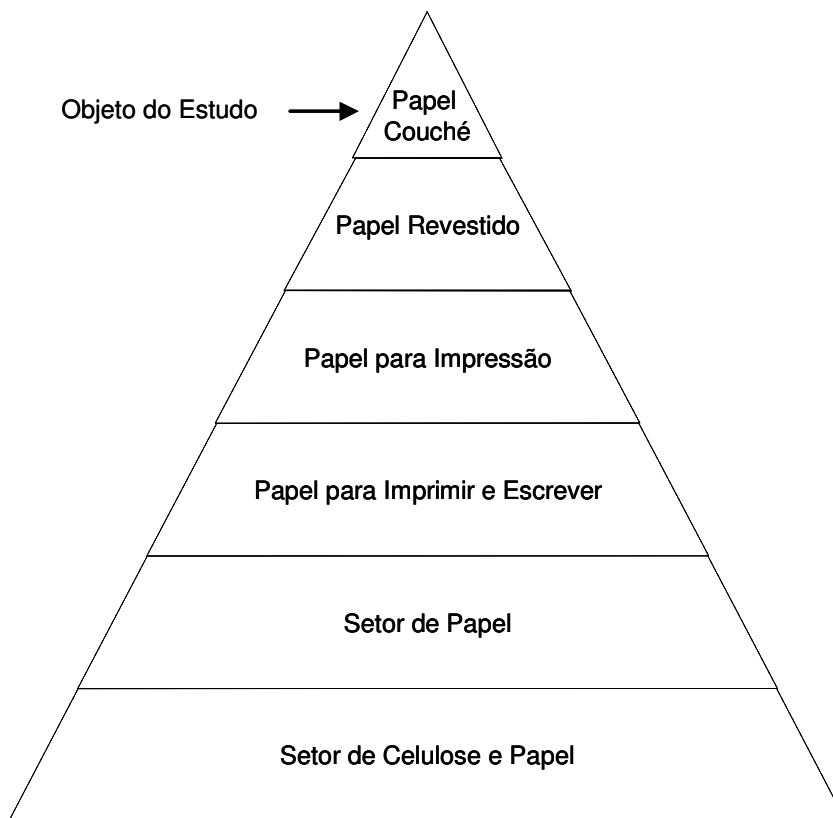 Objeto do Estudo
Papel
Couché
Papel Revestido
Papel para Impressão
Papel para Imprimir e Escrever
Setor de Papel
Setor de Celulose e Papel